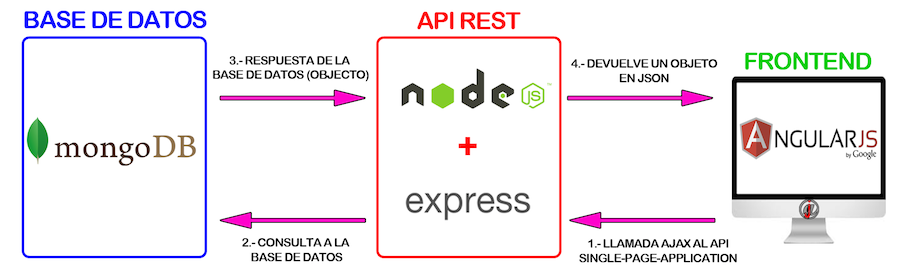 BASE DE DATOS
mongoDB
3.- RESPUESTA DE LA
BASE DE DATOS (OBJECTO)
2.- CONSULTA A LA
BASE DE DATOS
API REST
node
JS
+
express
4.- DEVUELVE UN OBJETO
EN JSON
1.- LLAMADA AJAX AL API
SINGLE-PAGE-APPLICATION
FRONTEND
A
ANGULARJS
by Google
@